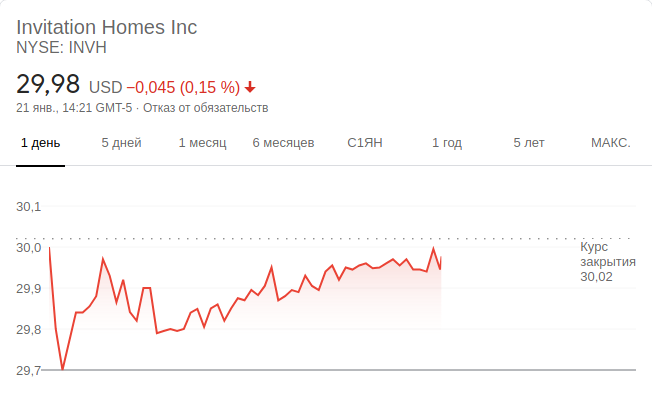 Invitation Homes Inc
NYSE: INVH
29,98 USD −0,045 (0,15 %)
21 янв., 14:21 GMT-5 · Отказ от обязательств
1 день 5 дней 1 месяц 6 месяцев С1ЯН 1 год 5 лет МАКС.
30,1
30,0
29,9
29,8
29,7
Курс
закрытия
30,02